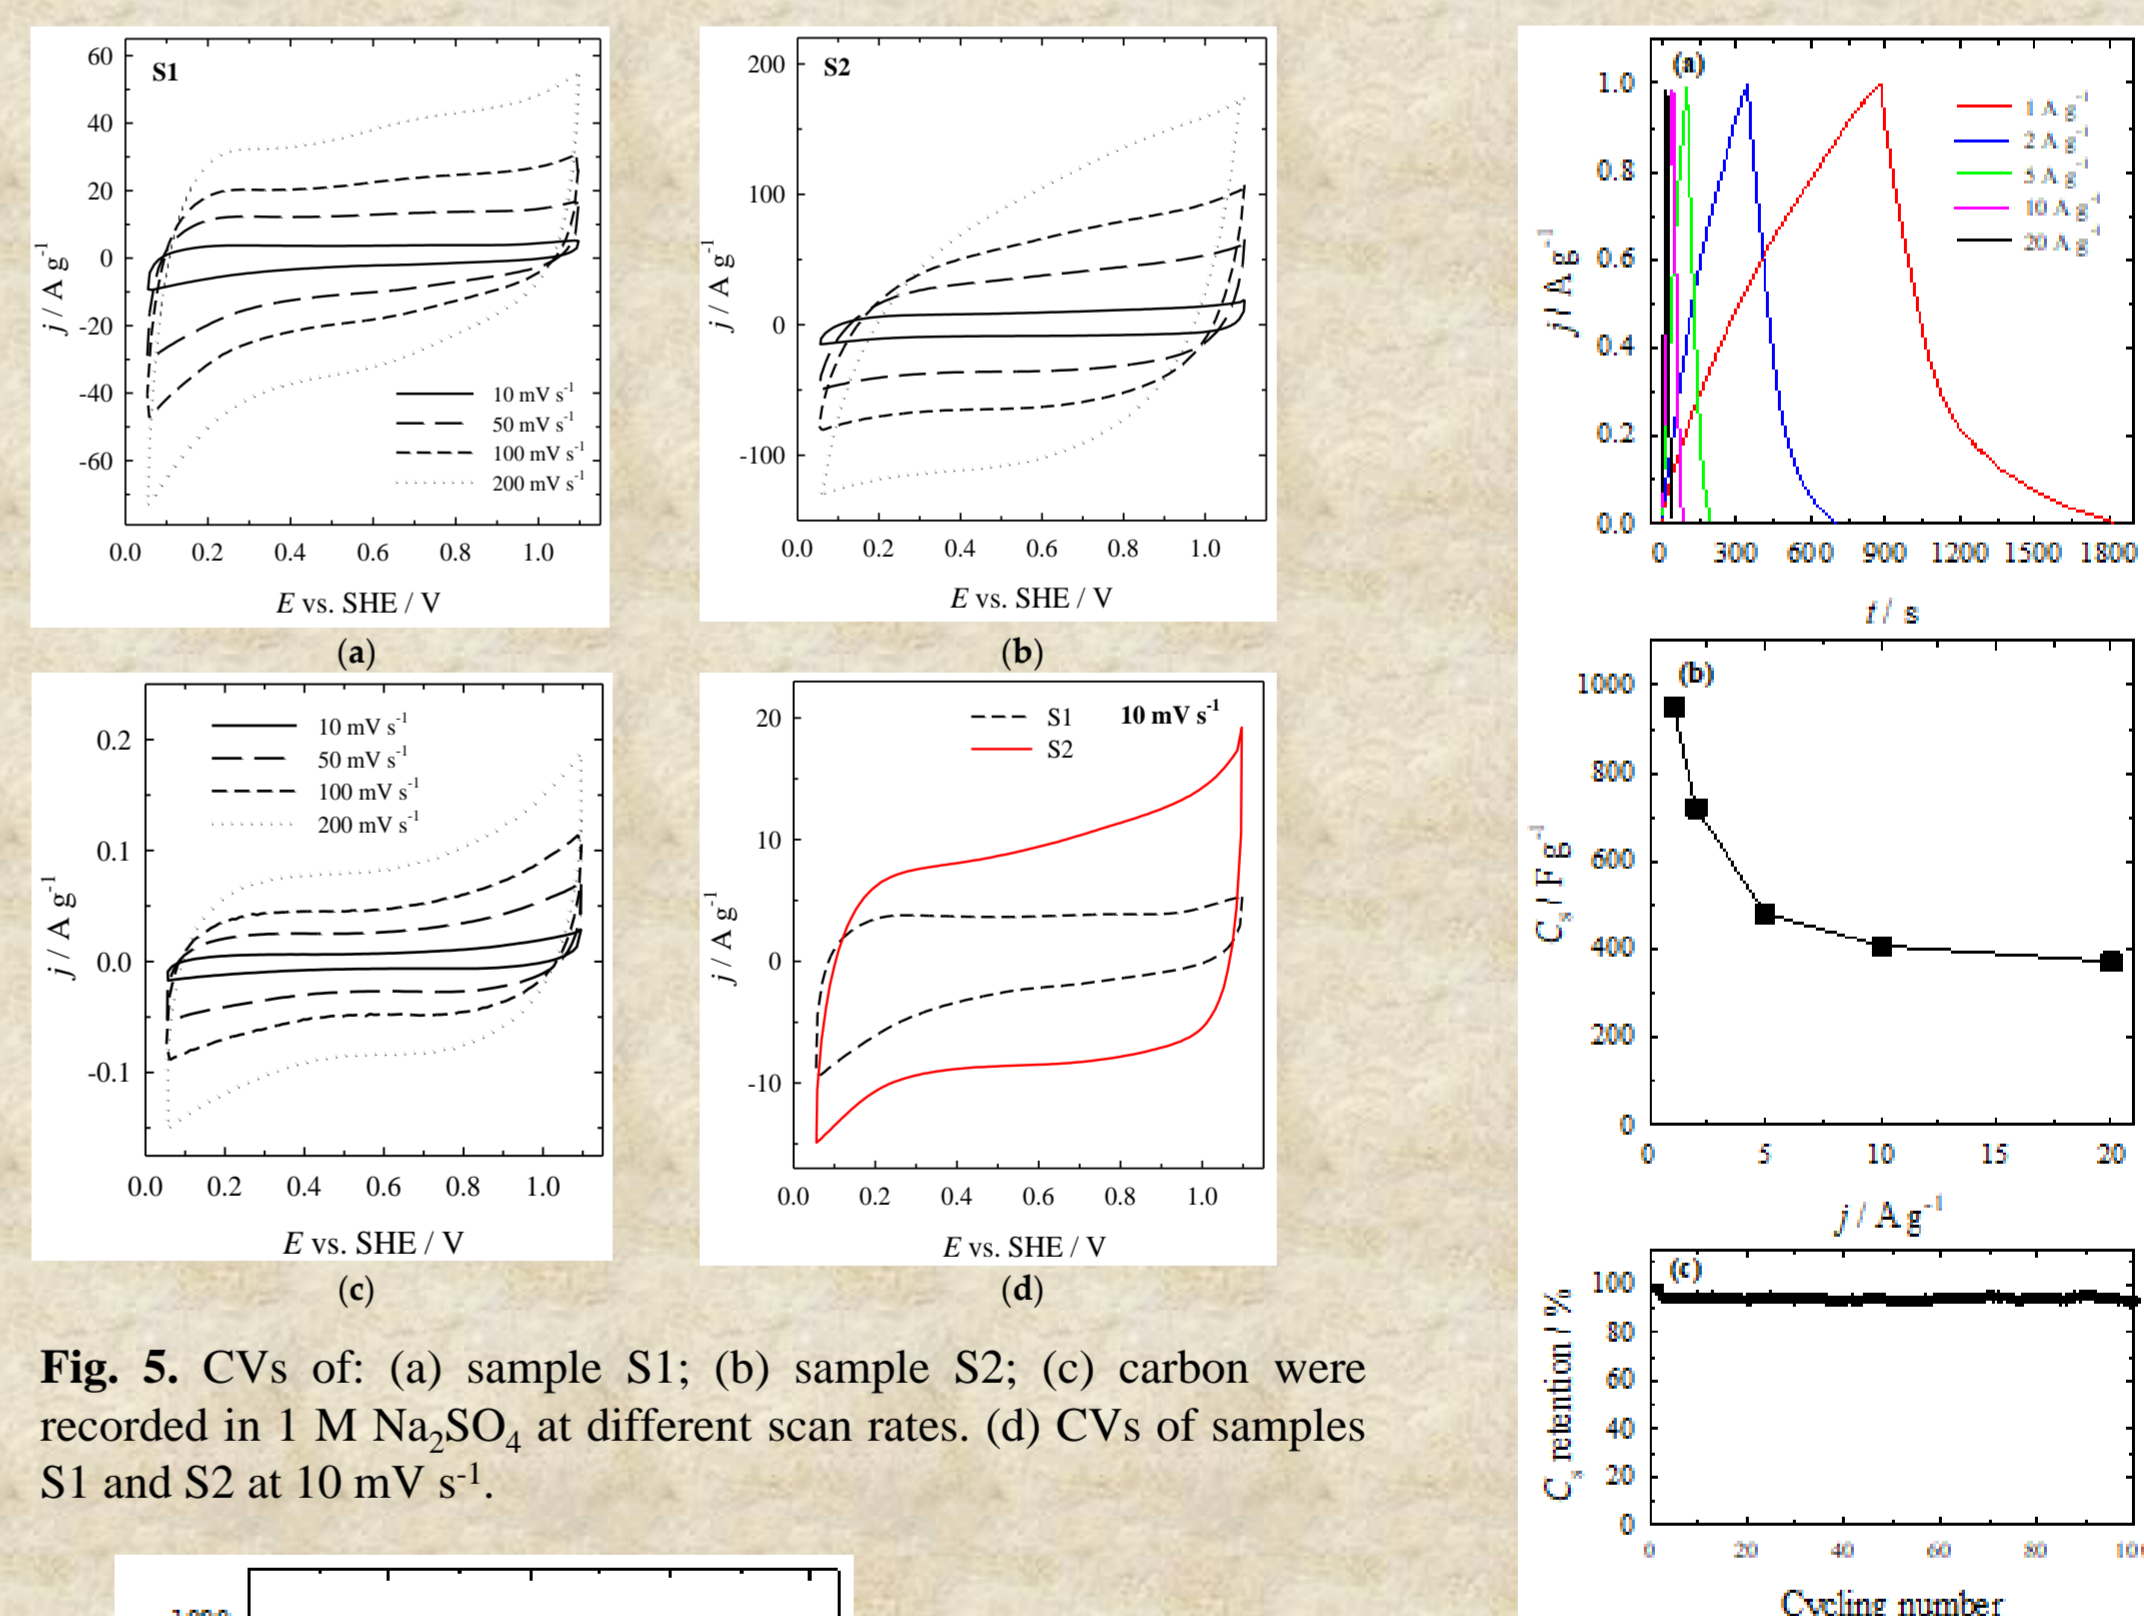 S1
60
40
20
0
-20
-40
-60
j / A g-1
10 mV s-1
50 mV s-1
100 mV s-1
200 mV s-1
0.0 0.2 0.4 0.6 0.8 1.0
E vs. SHE / V
(a)
S2
200
100
0
-100
j / A g-1
0.0 0.2 0.4 0.6 0.8 1.0
E vs. SHE / V
(b)
10 mV s-1
50 mV s-1
100 mV s-1
200 mV s-1
0.2
0.1
0.0
-0.1
j / A g-1
0.0 0.2 0.4 0.6 0.8 1.0
E vs. SHE / V
(c)
S1 10 mV s-1
S2
20
10
0
-10
j / A g-1
0.0 0.2 0.4 0.6 0.8 1.0
E vs. SHE / V
(d)
Fig. 5. CVs of: (a) sample S1; (b) sample S2; (c) carbon were
recorded in 1 M Na2SO4 at different scan rates. (d) CVs of samples
S1 and S2 at 10 mV s-1.
(a)
1 A g-1
2 A g-1
5 A g-1
10 A g-1
20 A g-1
1.0
0.8
0.6
0.4
0.2
0.0
j / A g-1
0 300 600 900 1200 1500 1800
t / s
(b)
1000
800
600
400
200
0
Cs / F g-1
0 5 10 15 20
j / A g-1
(c)
100
80
60
40
20
0
Cs retention / %
0 20 40 60 80
Cycling number